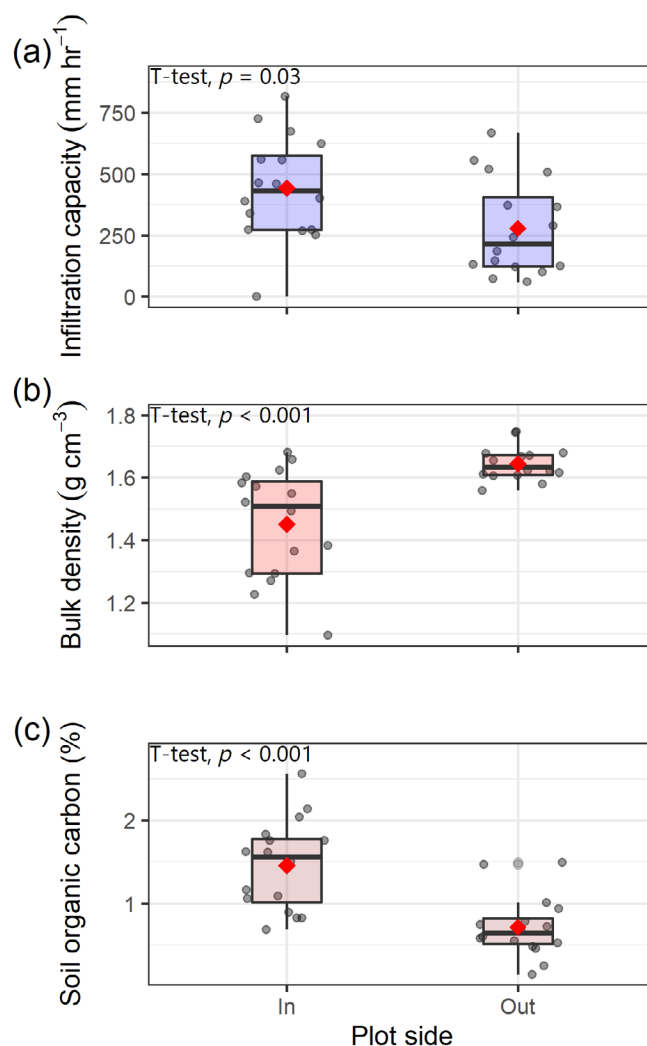 (a)
Infiltration capacity (mm hr⁻¹)
T-test, p = 0.03
750
500
250
0
(b)
Bulk density (g cm⁻³)
T-test, p < 0.001
1.8
1.6
1.4
1.2
(c)
Soil organic carbon (%)
T-test, p < 0.001
2
1
In Out
Plot side